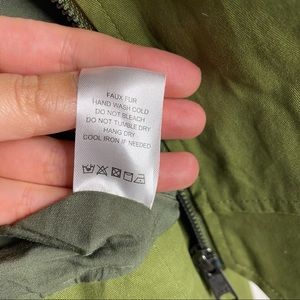 FAUX FUR
HAND WASH COLD
DO NOT BLEACH
DO NOT TUMBLE DRY
HANG DRY
COOL IRON IF NEEDED